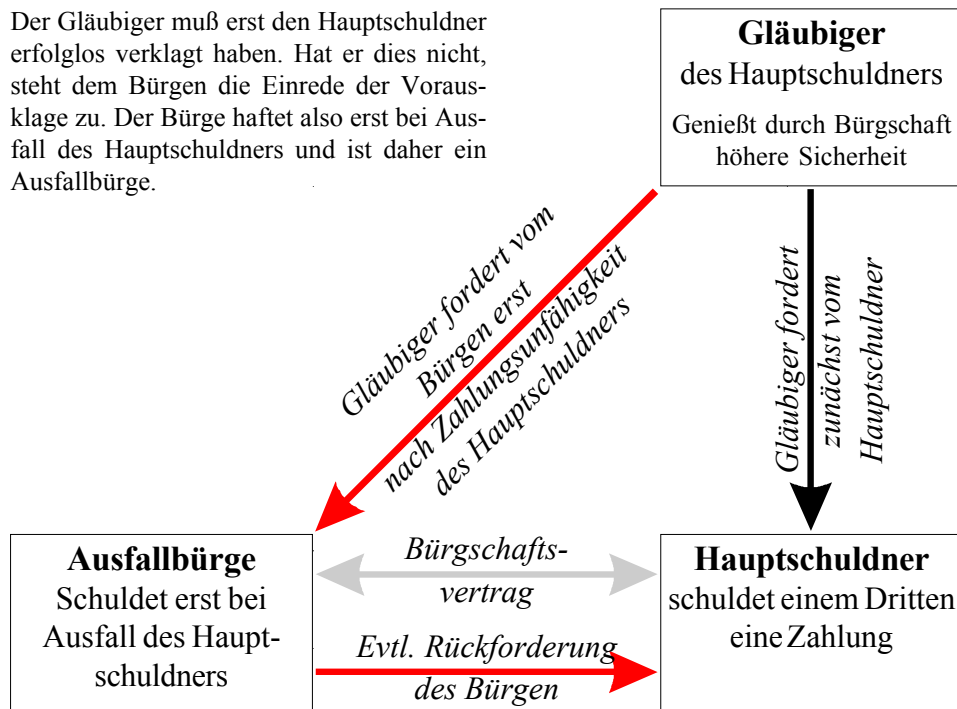 Der Gläubiger muß erst den Hauptschuldner
erfolglos verklagt haben. Hat er dies nicht,
steht dem Bürgen die Einrede der Voraus-
klage zu. Der Bürge haftet also erst bei Aus-
fall des Hauptschuldners und ist daher ein
Ausfallbürge.
Gläubiger
des Hauptschuldners
Genießt durch Bürgschaft
höhere Sicherheit
Gläubiger fordert vom
Bürgen erst
nach Zahlungsunfähigkeit
des Hauptschuldners
Gläubiger fordert
zunächst vom
Hauptschuldner
Ausfallbürge
Schuldet erst bei
Ausfall des Haupt-
schuldners
Bürgschafts-
vertrag
Evtl. Rückforderung
des Bürgen
Hauptschuldner
schuldet einem Dritten
eine Zahlung